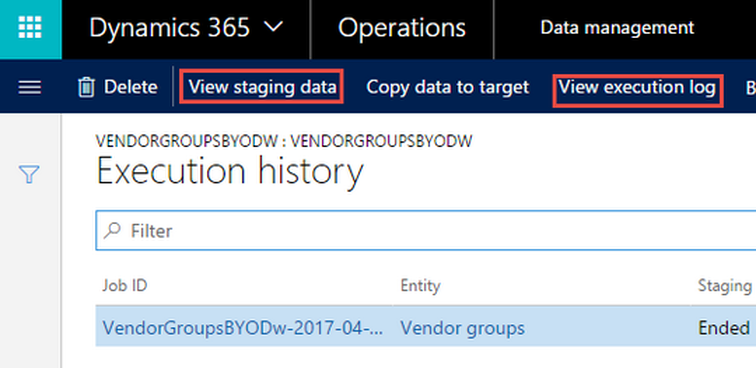 Dynamics 365 Operations Data management
Delete View staging data Copy data to target View execution log B
VENDORGROUPSBYODW : VENDORGROUPSBYODW
Execution history
Filter
Job ID Entity Staging
VendorGroupsBYODw-2017-04-... Vendor groups Ended